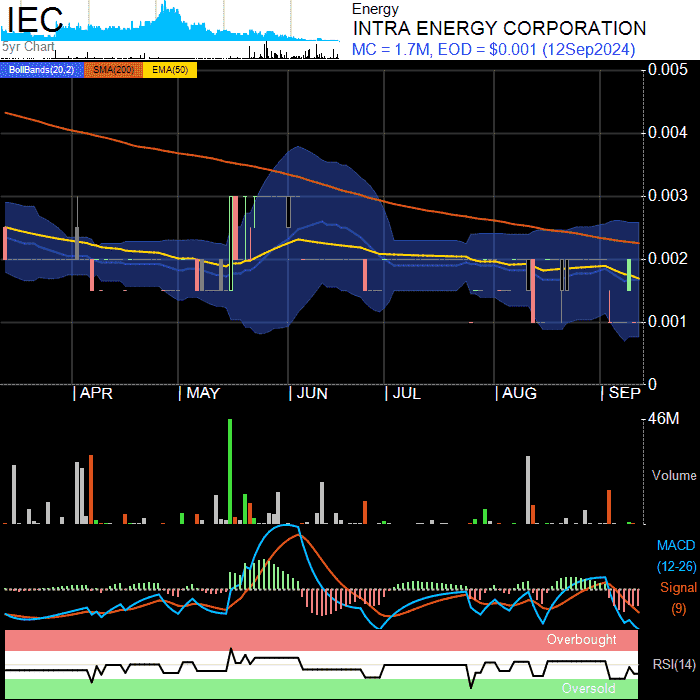 IEC
5yr Chart
Energy
INTRA ENERGY CORPORATION
MC = 1.7M, EOD = $0.001 (12Sep2024)
BollBands(20,2) SMA(200) EMA(50)
0.005
0.004
0.003
0.002
0.001
0
APR MAY JUN JUL AUG SEP
46M
Volume
MACD
(12-26)
Signal
(9)
Overbought
RSI(14)
Oversold